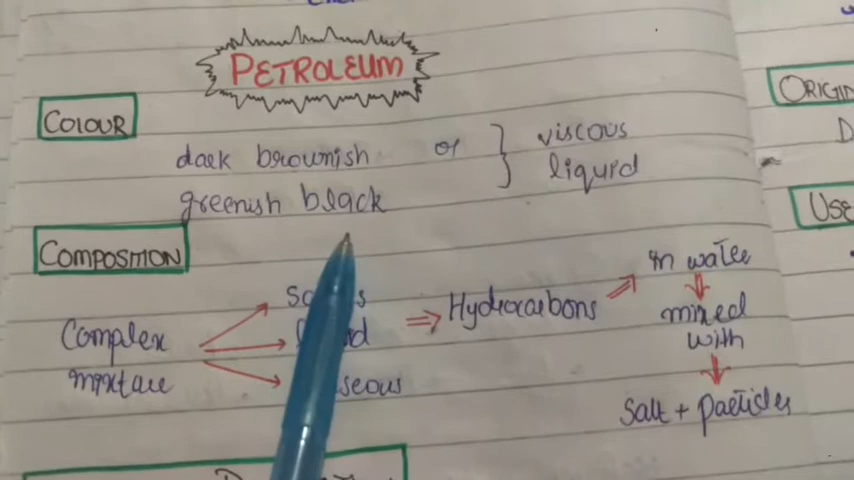 PETROLEUM
COLOUR
dark brownish or } viscous
greenish black liquid
COMPOSITION
Complex
mixture
⇒ Hydrocarbons
in water
mixed
with
Salt + particles
USE